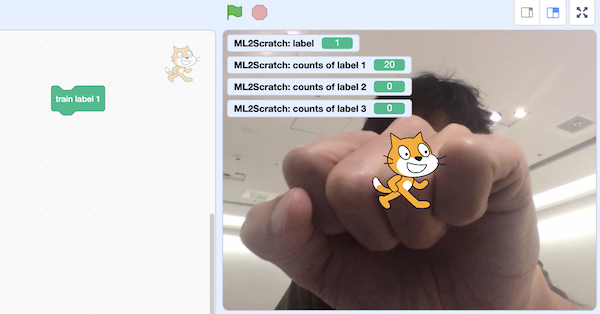 ML2Scratch: label 1
ML2Scratch: counts of label 1 20
ML2Scratch: counts of label 2 0
ML2Scratch: counts of label 3 0
train label 1